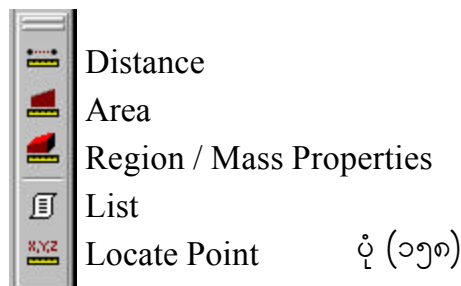 Distance
Area
Region / Mass Properties
List
X,Y,Z Locate Point ပုံ (၁၅၈)